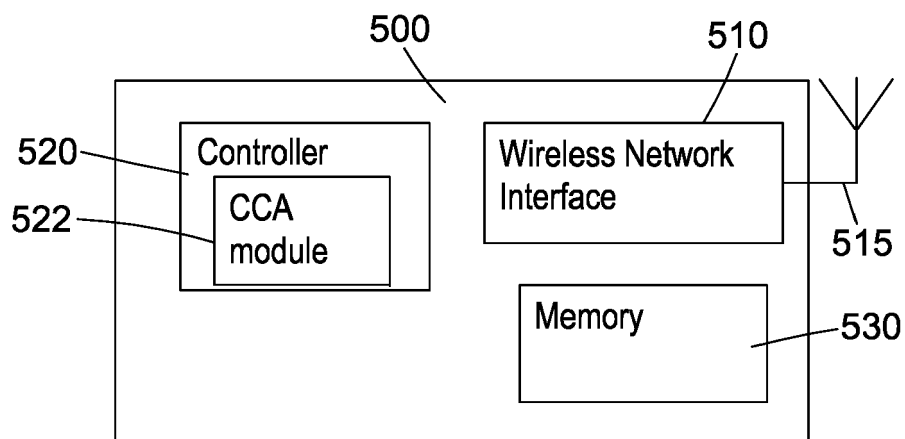 500
510
520
Controller
Wireless Network
Interface
522
CCA
module
515
Memory
530